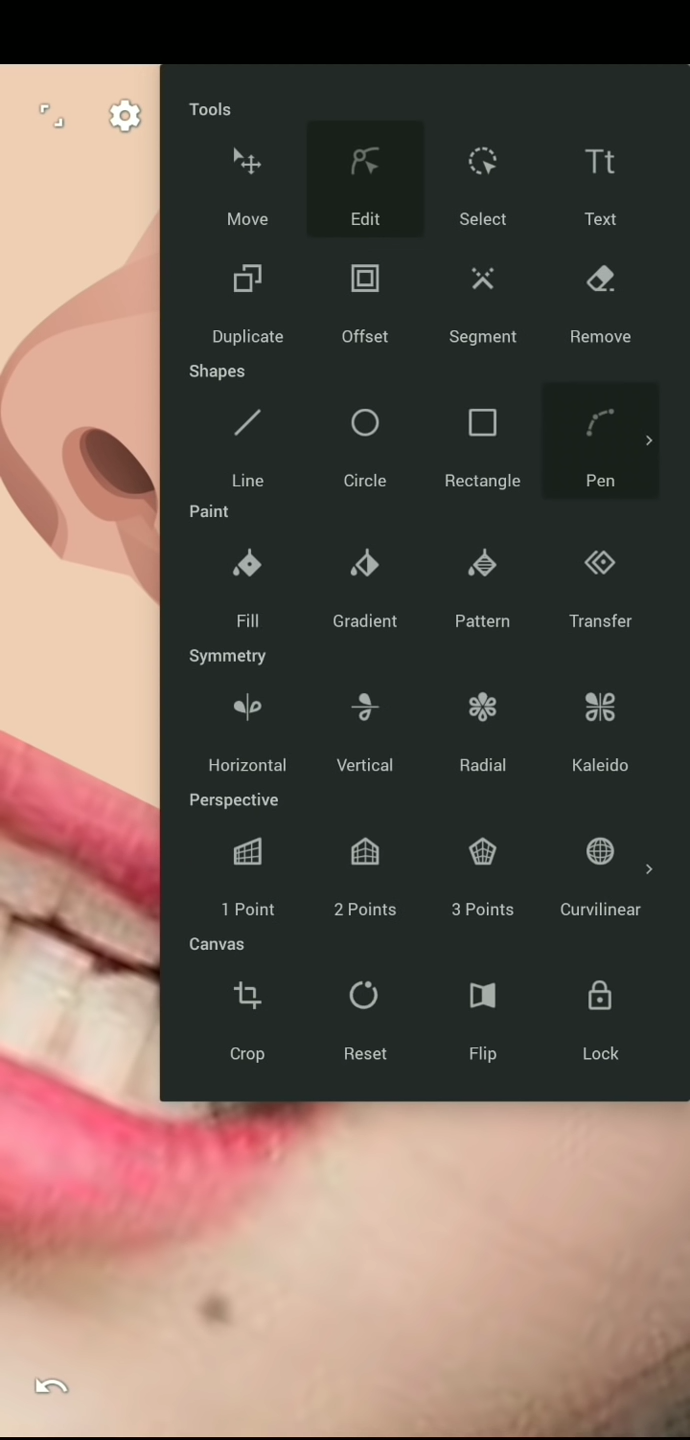 Tools
Move Edit Select Text
Duplicate Offset Segment Remove
Shapes
Line Circle Rectangle Pen
Paint
Fill Gradient Pattern Transfer
Symmetry
Horizontal Vertical Radial Kaleido
Perspective
1 Point 2 Points 3 Points Curvilinear
Canvas
Crop Reset Flip Lock